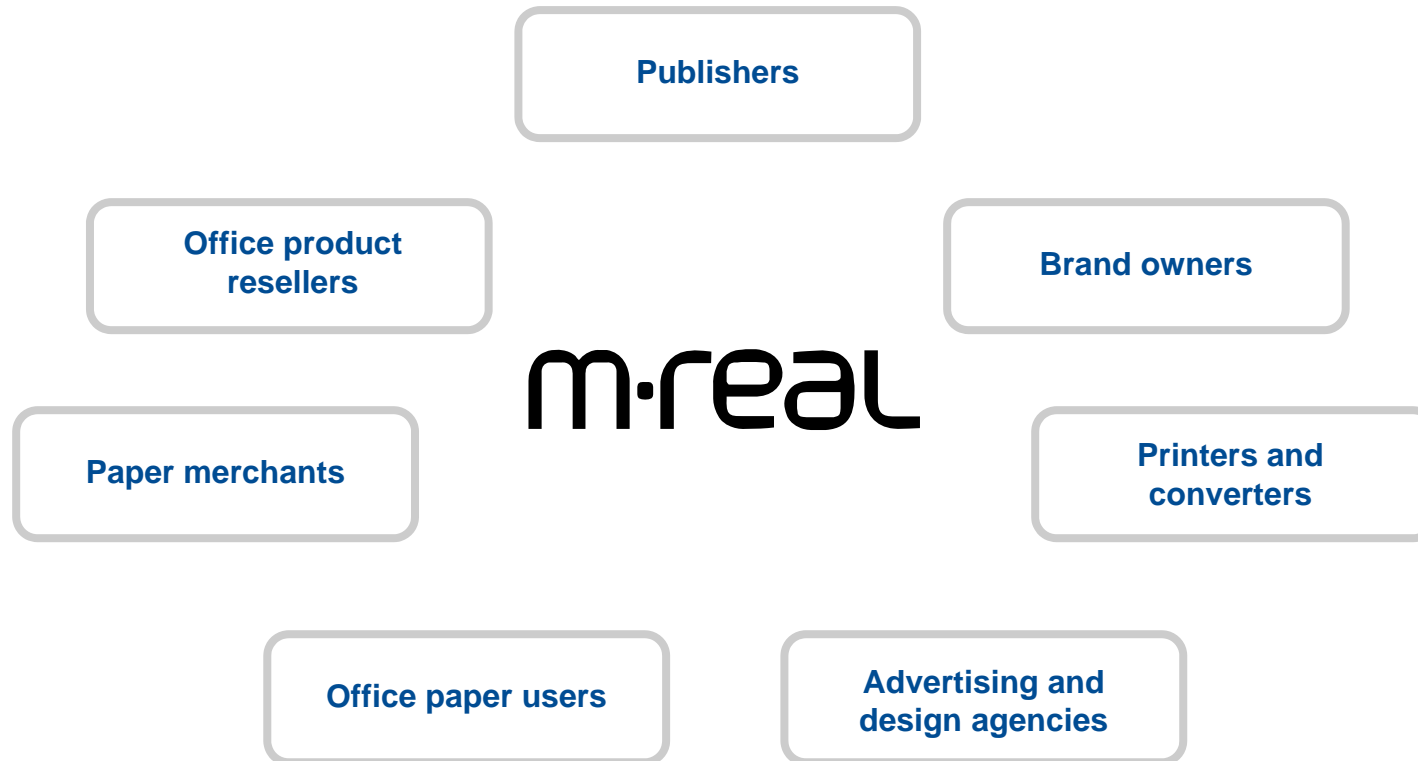 Publishers
Office product
resellers
Brand owners
m·real
Paper merchants
Printers and
converters
Office paper users
Advertising and
design agencies